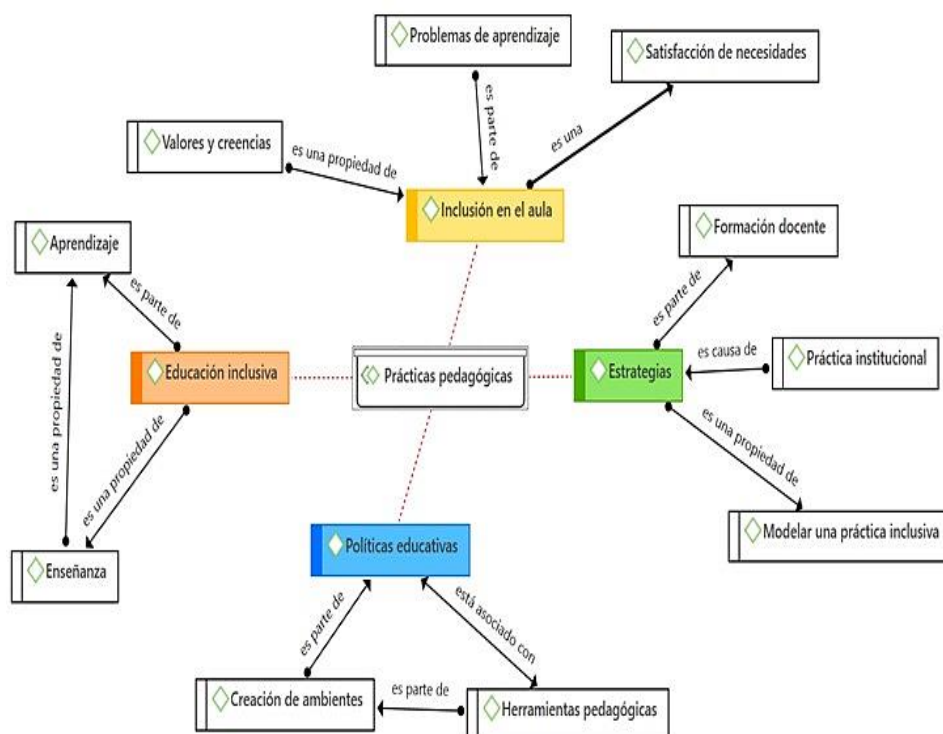 Problemas de aprendizaje
Satisfacción de necesidades
es parte de
Valores y creencias
es una propiedad de
es una
Inclusión en el aula
Formación docente
Aprendizaje
es parte de
es parte de
Educación inclusiva
Prácticas pedagógicas
Estrategias
es causa de
Práctica institucional
es una propiedad de
es una propiedad de
es una propiedad de
Modelar una práctica inclusiva
Políticas educativas
Enseñanza
es parte de
está asociado con
Creación de ambientes
es parte de
Herramientas pedagógicas